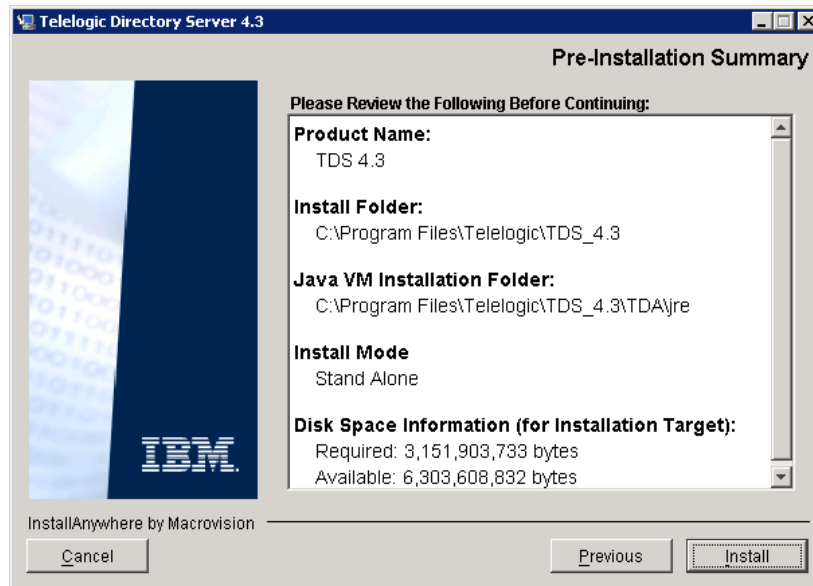 Telelogic Directory Server 4.3
Pre-Installation Summary
Please Review the Following Before Continuing:
Product Name:
TDS 4.3
Install Folder:
C:\Program Files\Telelogic\TDS_4.3
Java VM Installation Folder:
C:\Program Files\Telelogic\TDS_4.3\TDA\jre
Install Mode
Stand Alone
Disk Space Information (for Installation Target):
Required: 3,151,903,733 bytes
Available: 6,303,608,832 bytes
IBM.
InstallAnywhere by Macrovision
Cancel
Previous
Install